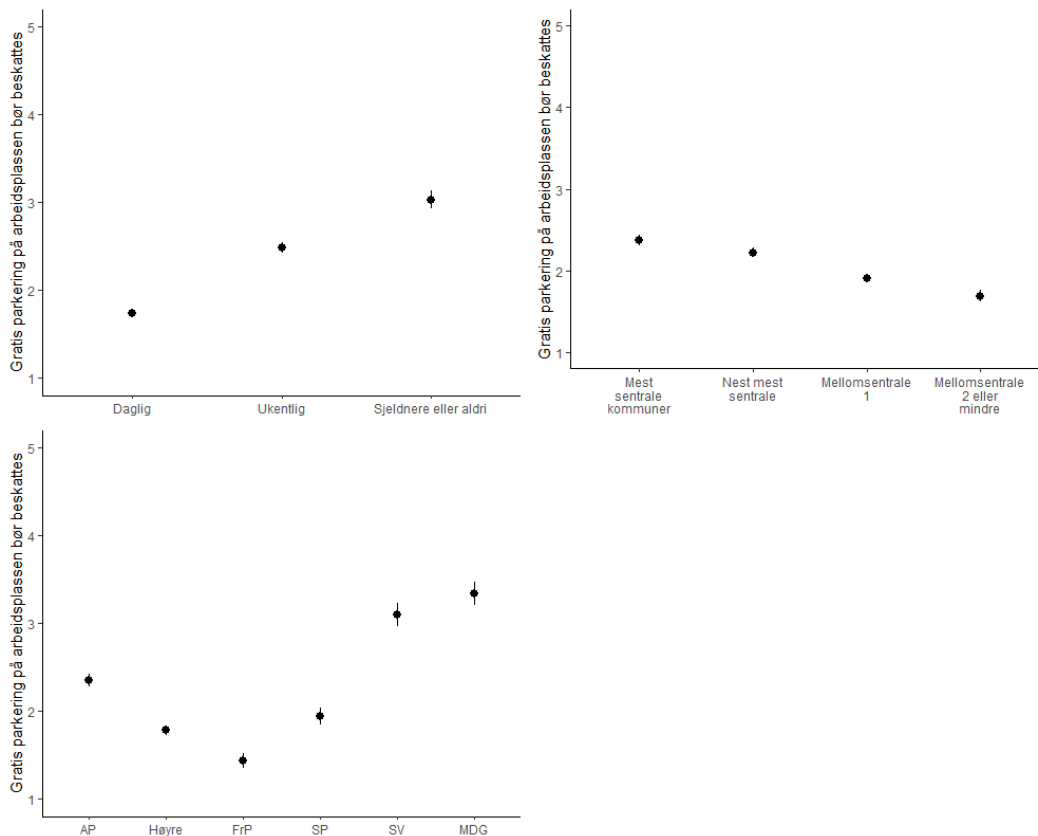 Gratis parkering på arbeidsplassen bør beskattes
5
4
3
2
1
Daglig
Ukentlig
Sjeldnere eller aldri
Gratis parkering på arbeidsplassen bør beskattes
5
4
3
2
1
Mest
sentrale
kommuner
Nest mest
sentrale
Mellomsentrale
1
Mellomsentrale
2 eller
mindre
Gratis parkering på arbeidsplassen bør beskattes
5
4
3
2
1
AP
Høyre
FrP
SP
SV
MDG